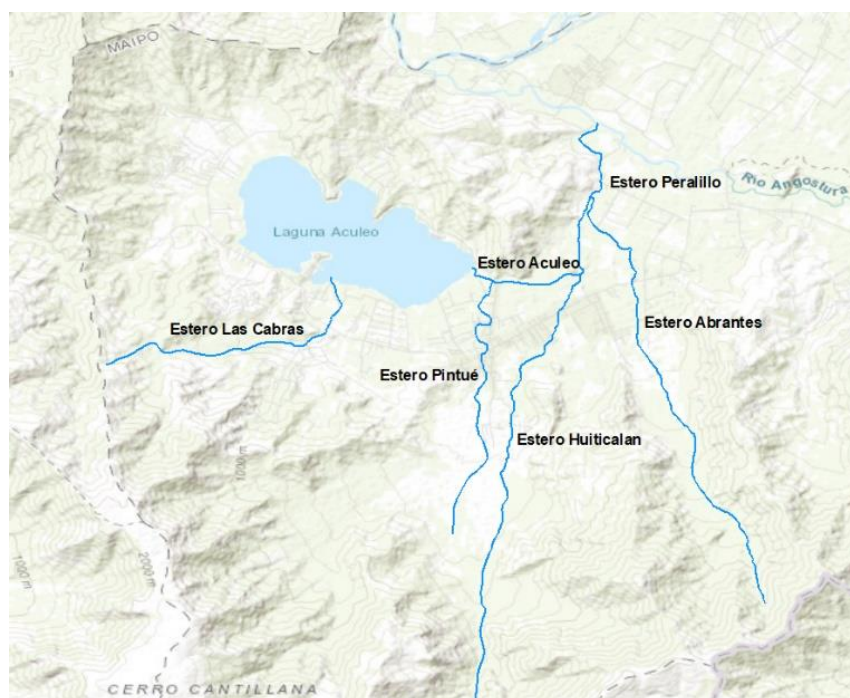 MAIPO
Estero Peralillo
Río Angostura
Laguna Aculeo
Estero Aculeo
Estero Las Cabras
Estero Abrantes
Estero Pintué
Estero Huiticalan
1000 m
1000 m
2000 m
CERRO CANTILLANA